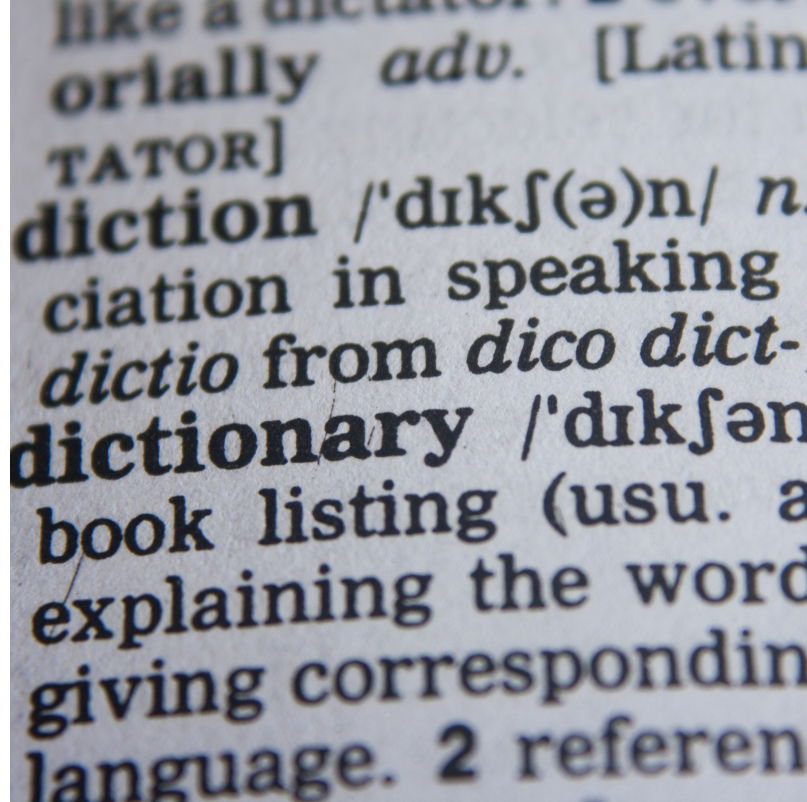 like a dictator.
orially adv. [Latin
TATOR]
diction /ˈdɪkʃ(ə)n/ n.
ciation in speaking
dictio from dico dict-
dictionary /ˈdɪkʃən
book listing (usu. a
explaining the word
giving correspondin
language. 2 referen